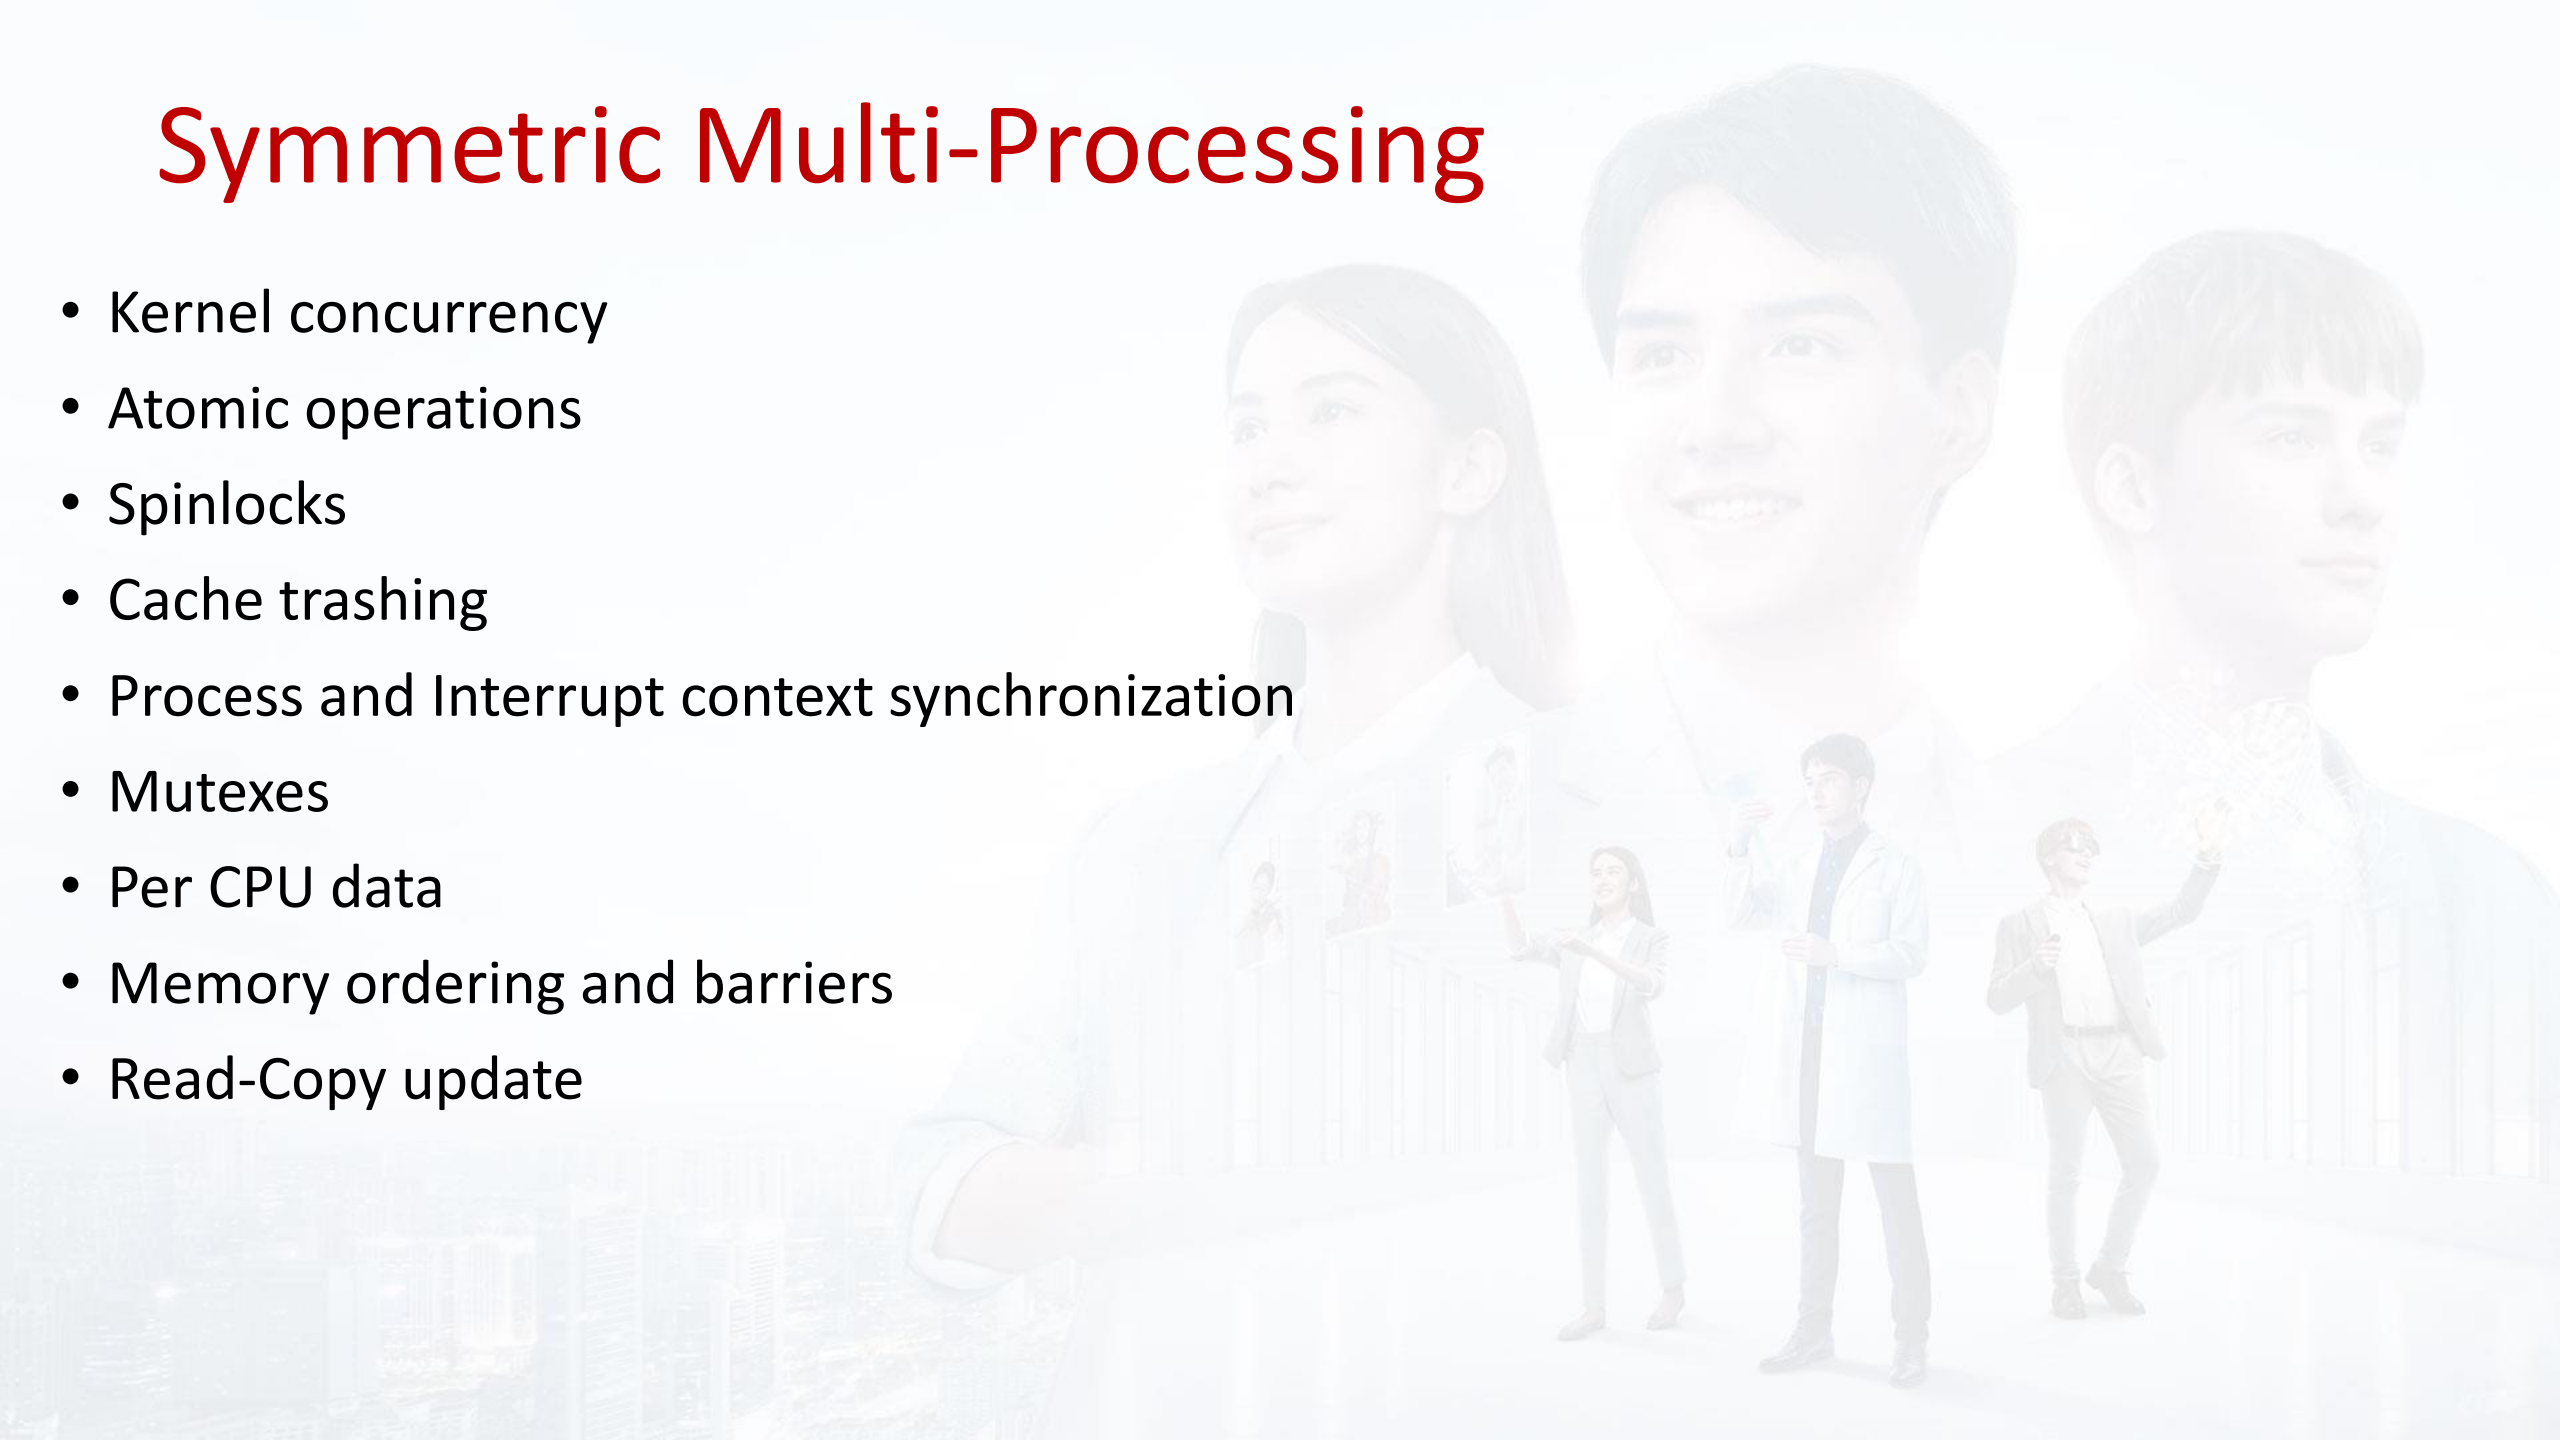 Symmetric Multi-Processing
• Kernel concurrency
• Atomic operations
• Spinlocks
• Cache trashing
• Process and Interrupt context synchronization
• Mutexes
• Per CPU data
• Memory ordering and barriers
• Read-Copy update